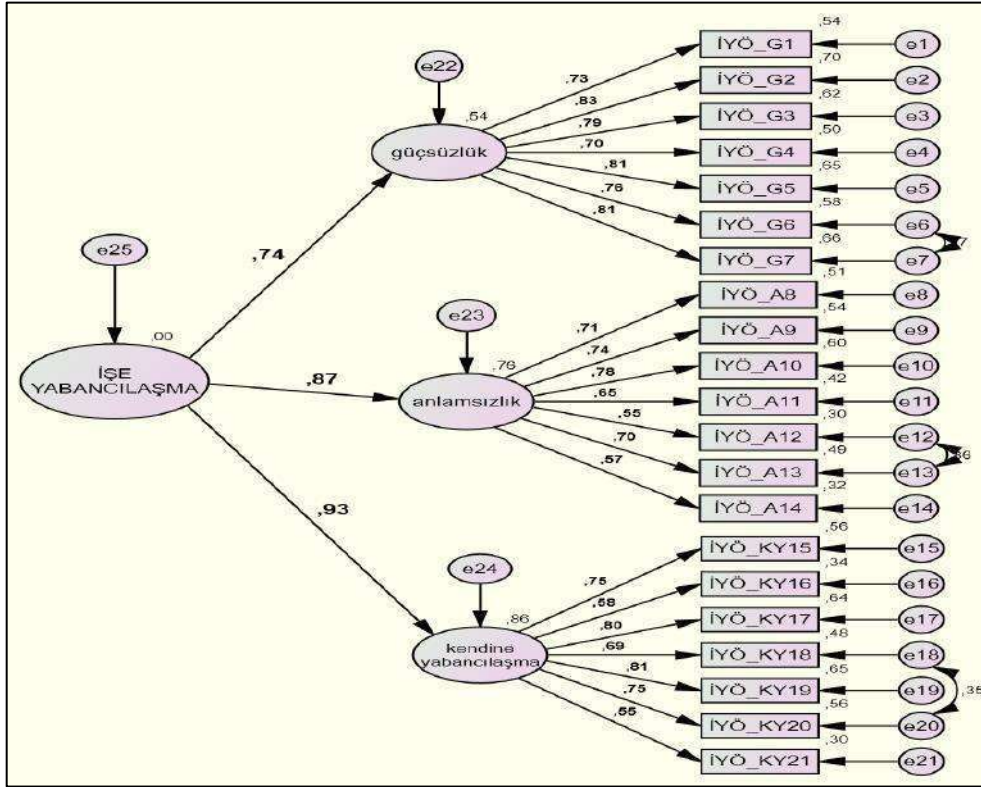 ,54
İYÖ_G1
e1
,70
İYÖ_G2
e2
,62
İYÖ_G3
e3
,50
İYÖ_G4
e4
,65
İYÖ_G5
e5
,58
İYÖ_G6
e6
,66
İYÖ_G7
e7
e22
,54
güçsüzlük
,73
,83
,79
,70
,81
,76
,81
e25
,00
İŞE
YABANCILAŞMA
,74
,87
,93
,51
İYÖ_A8
e8
,54
İYÖ_A9
e9
,60
İYÖ_A10
e10
,42
İYÖ_A11
e11
,30
İYÖ_A12
e12
,49
İYÖ_A13
e13
,32
İYÖ_A14
e14
e23
,76
anlamsızlık
,71
,74
,78
,65
,55
,70
,57
,56
İYÖ_KY15
e15
,34
İYÖ_KY16
e16
,64
İYÖ_KY17
e17
,48
İYÖ_KY18
e18
,65
İYÖ_KY19
e19
,56
İYÖ_KY20
e20
,30
İYÖ_KY21
e21
,35
e24
,86
kendine
yabancılaşma
,75
,58
,80
,69
,81
,75
,55